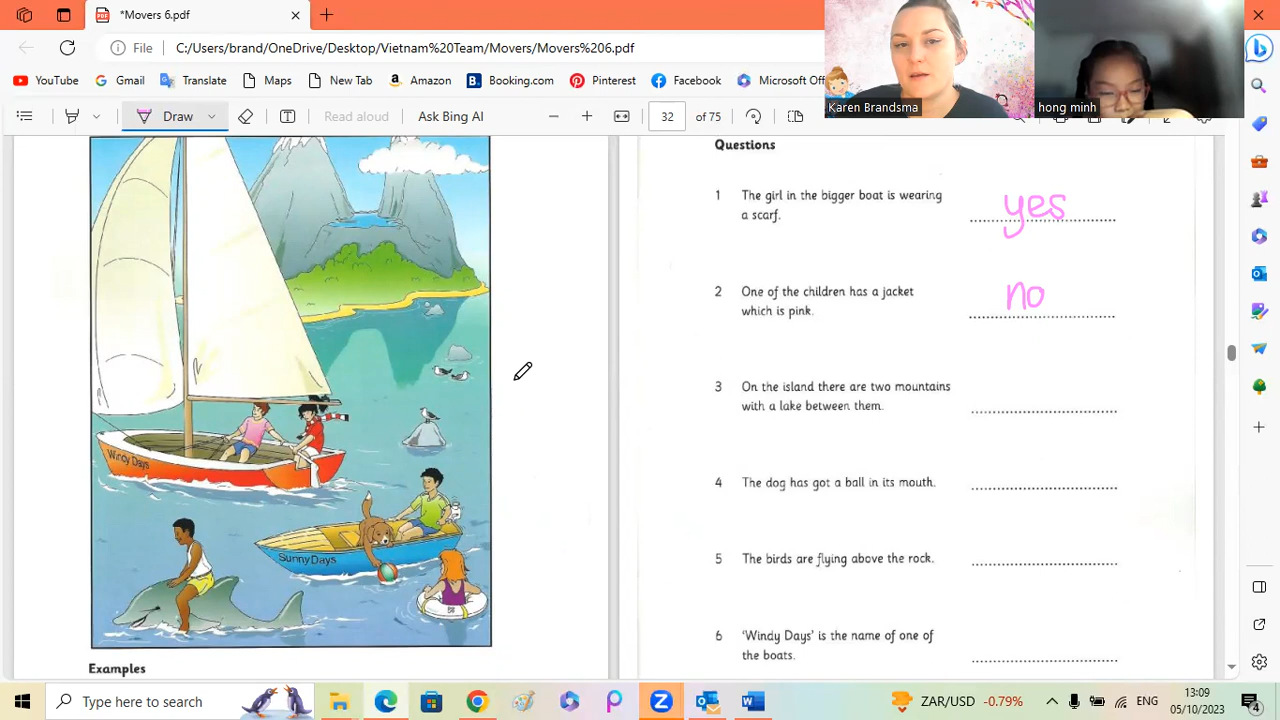 *Movers 6.pdf
File
C:/Users/brand/OneDrive/Desktop/Vietnam%20Team/Movers/Movers%206.pdf
YouTube
Gmail
Translate
Maps
New Tab
Amazon
Booking.com
Pinterest
Facebook
Microsoft Offi
Karen Brandsma
hong minh
Draw
Read aloud
Ask Bing AI
32 of 75
Windy Days
Sunny Days
Examples
Questions
1 The girl in the bigger boat is wearing
a scarf.
yes
2 One of the children has a jacket
which is pink.
no
3 On the island there are two mountains
with a lake between them.
4 The dog has got a ball in its mouth.
5 The birds are flying above the rock.
6 'Windy Days' is the name of one of
the boats.
Type here to search
ZAR/USD -0.79%
ENG
13:09
05/10/2023
4